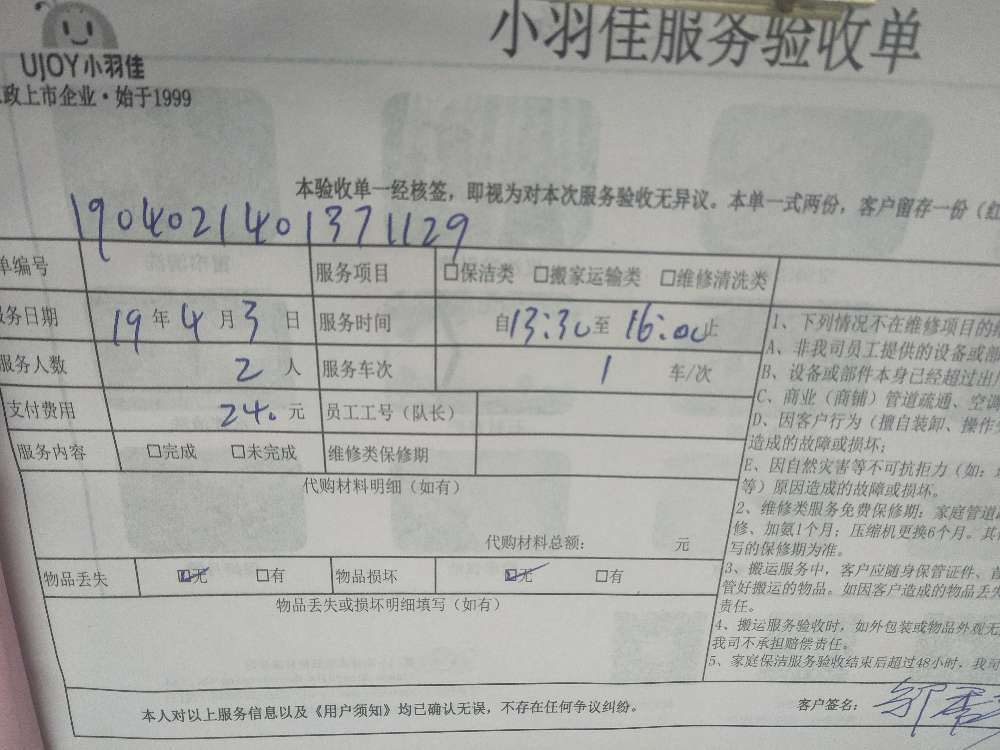 小羽佳服务验收单
UJOY小羽佳
政上市企业·始于1999
本验收单一经核签，即视为对本次服务验收无异议。本单一式两份，客户留存一份（红
1904021401371129
单编号 服务项目 □保洁类 □搬家运输类 □维修清洗类
务日期 19年4月3日 服务时间 自13:30至16:00止
服务人数 2人 服务车次 1车/次
支付费用 240元 员工工号（队长）
服务内容 □完成 □未完成 维修类保修期
代购材料明细（如有）
代购材料总额： 元
物品丢失 ☑无 □有 物品损坏 ☑无 □有
物品丢失或损坏明细填写（如有）
1、下列情况不在维修项目的
A、非我司员工提供的设备或部
B、设备或部件本身已经超过出
C、商业（商铺）管道疏通、空调
D、因客户行为（擅自装卸、操作
造成的故障或损坏；
E、因自然灾害等不可抗拒力（如：
等）原因造成的故障或损坏。
2、维修类服务免费保修期：家庭管道
修、加氨1个月；压缩机更换6个月。其
写的保修期为准。
3、搬运服务中，客户应随身保管证件、
管好搬运的物品。如因客户造成的物品丢失
责任。
4、搬运服务验收时，如外包装或物品外观无
我司不承担赔偿责任。
5、家庭保洁服务验收结束后超过48小时，我司
本人对以上服务信息以及《用户须知》均已确认无误，不存在任何争议纠纷。 客户签名：